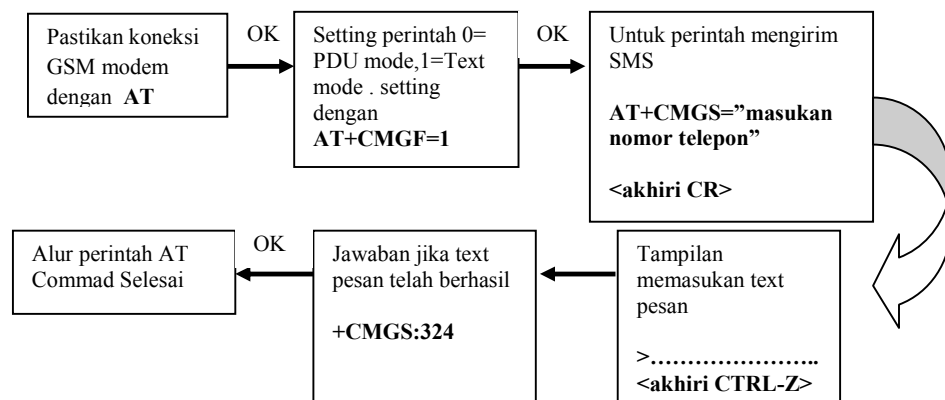 Pastikan koneksi
GSM modem
dengan AT
OK
Setting perintah 0=
PDU mode,1=Text
mode . setting
dengan
AT+CMGF=1
OK
Untuk perintah mengirim
SMS
AT+CMGS=”masukan
nomor telepon”
<akhiri CR>
Tampilan
memasukan text
pesan
>…………………..
<akhiri CTRL-Z>
Jawaban jika text
pesan telah berhasil
+CMGS:324
OK
Alur perintah AT
Commad Selesai